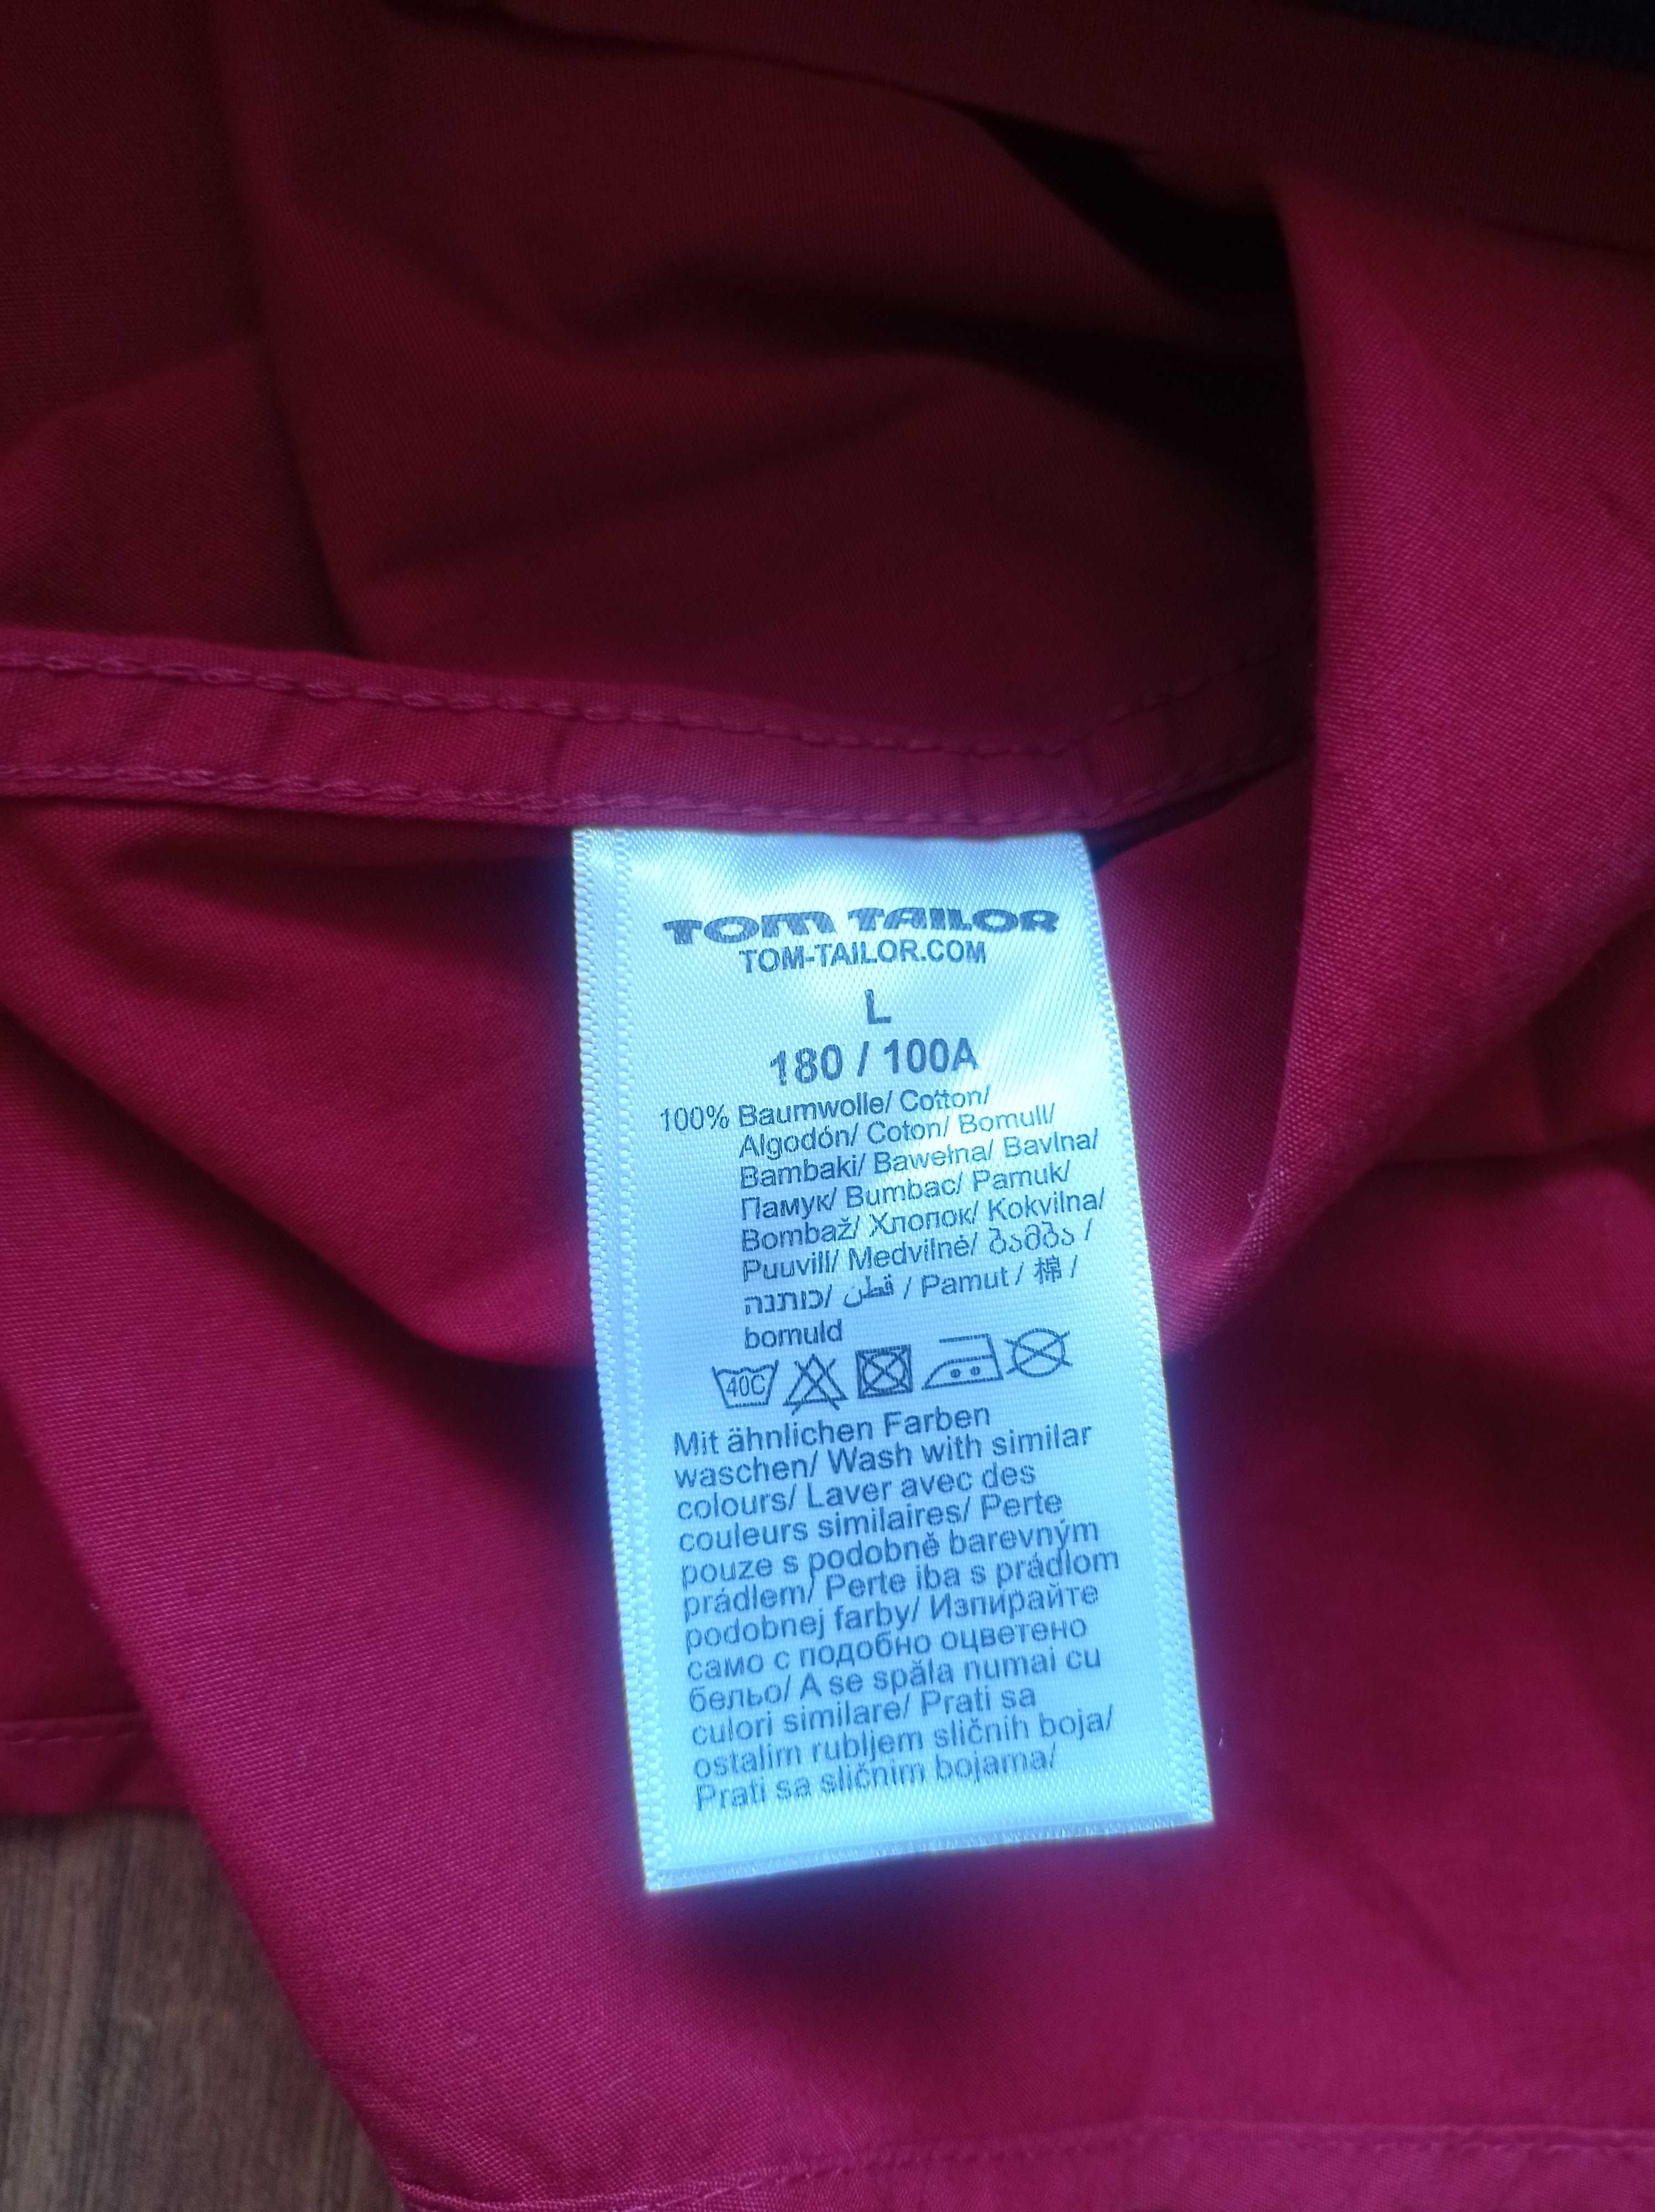 TOM TAILOR
TOM-TAILOR.COM
L
180 / 100A
100% Baumwolle/ Cotton/
Algodón/ Coton/ Bomull/
Bambaki/ Bawełna/ Bavlna/
Памук/ Bumbac/ Pamuk/
Bombaž/ Хлопок/ Kokvilna/
Puuvill/ Medvilnė/ ბამბა /
כותנה/ قطن / Pamut / 棉 /
bomuld
40C
Mit ähnlichen Farben
waschen/ Wash with similar
colours/ Laver avec des
couleurs similaires/ Perte
pouze s podobně barevným
prádlem/ Perte iba s prádlom
podobnej farby/ Изпирайте
само с подобно оцветено
бельо/ A se spăla numai cu
culori similare/ Prati sa
ostalim rubljem sličnih boja/
Prati sa sličnim bojama/